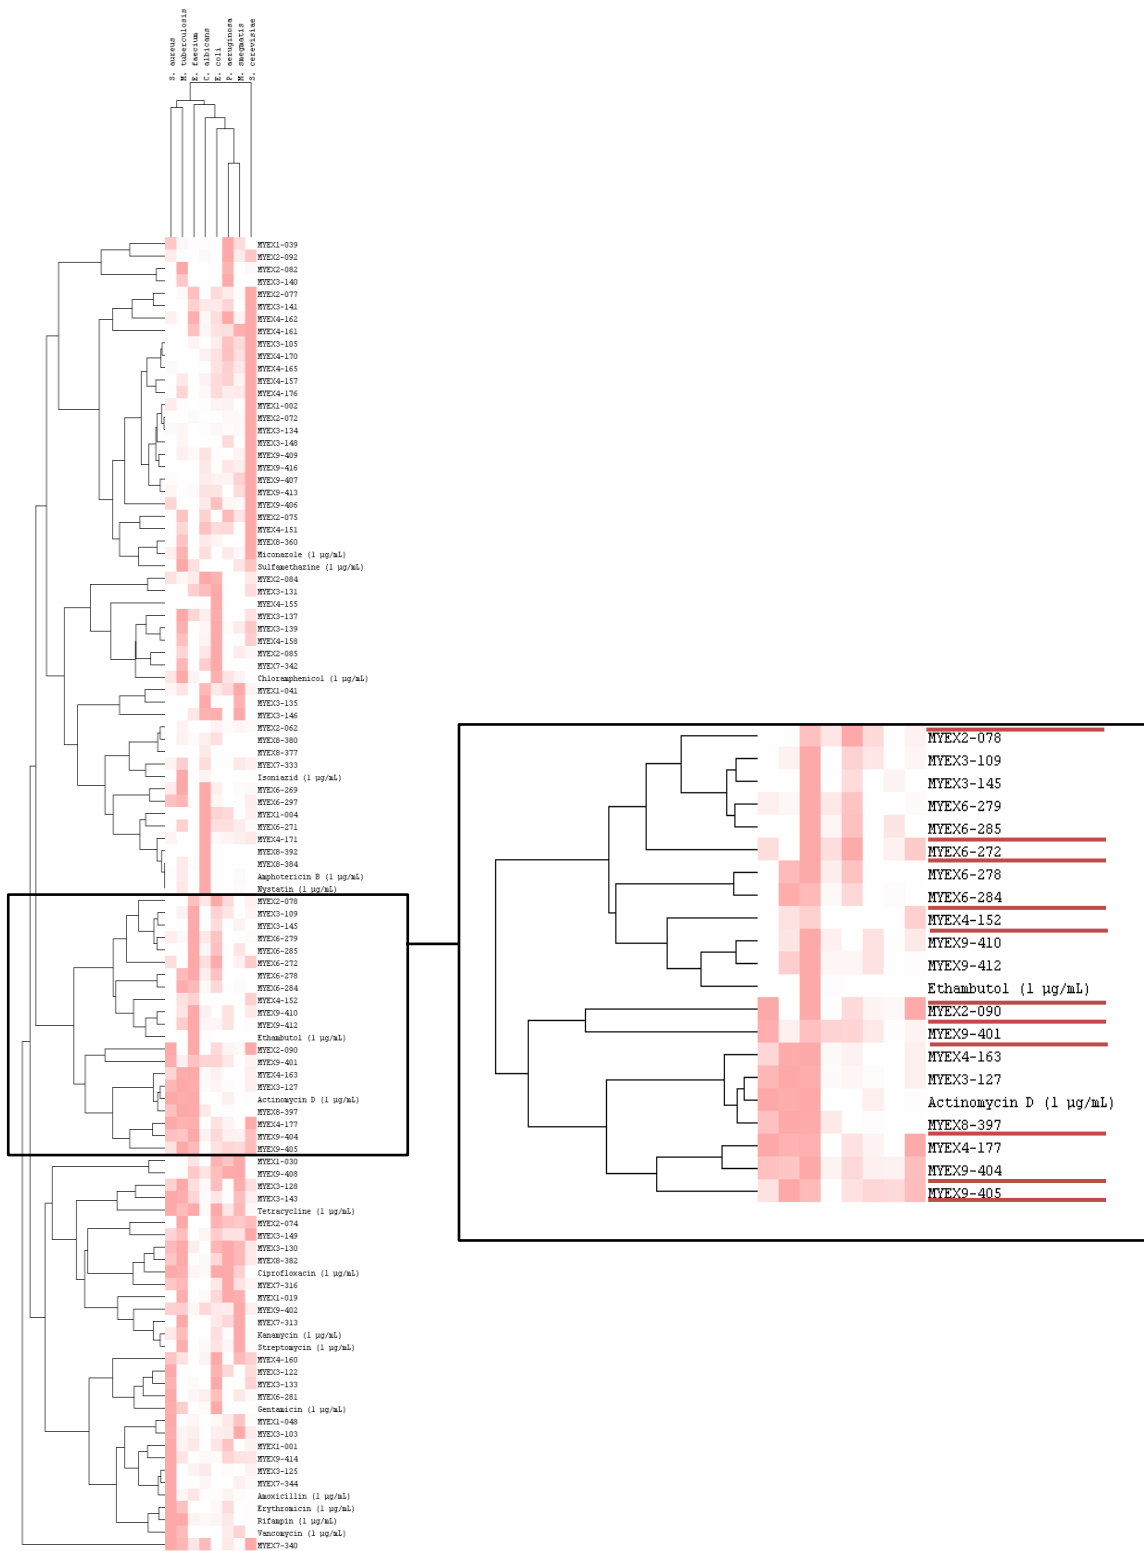 S. aureus
M. tuberculosis
E. faecium
C. albicans
E. coli
P. aeruginosa
M. smegmatis
S. cerevisiae
MYEX1-039
MYEX2-092
MYEX2-082
MYEX3-140
MYEX2-077
MYEX3-141
MYEX4-162
MYEX4-161
MYEX3-105
MYEX4-170
MYEX4-165
MYEX4-157
MYEX4-176
MYEX1-002
MYEX2-072
MYEX3-134
MYEX3-148
MYEX9-409
MYEX9-416
MYEX9-407
MYEX9-413
MYEX9-406
MYEX2-075
MYEX4-151
MYEX8-360
Miconazole (1 µg/mL)
Sulfamethazine (1 µg/mL)
MYEX2-084
MYEX3-131
MYEX4-155
MYEX3-137
MYEX3-139
MYEX4-158
MYEX2-085
MYEX7-342
Chloramphenicol (1 µg/mL)
MYEX1-041
MYEX3-135
MYEX3-146
MYEX2-062
MYEX8-380
MYEX8-377
MYEX7-333
Isoniazid (1 µg/mL)
MYEX6-269
MYEX6-297
MYEX1-004
MYEX6-271
MYEX4-171
MYEX8-392
MYEX8-384
Amphotericin B (1 µg/mL)
Nystatin (1 µg/mL)
MYEX2-078
MYEX3-109
MYEX3-145
MYEX6-279
MYEX6-285
MYEX6-272
MYEX6-278
MYEX6-284
MYEX4-152
MYEX9-410
MYEX9-412
Ethambutol (1 µg/mL)
MYEX2-090
MYEX9-401
MYEX4-163
MYEX3-127
Actinomycin D (1 µg/mL)
MYEX8-397
MYEX4-177
MYEX9-404
MYEX9-405
MYEX1-030
MYEX9-408
MYEX3-128
MYEX3-143
Tetracycline (1 µg/mL)
MYEX2-074
MYEX3-149
MYEX3-130
MYEX8-382
Ciprofloxacin (1 µg/mL)
MYEX7-316
MYEX1-019
MYEX9-402
MYEX7-313
Kanamycin (1 µg/mL)
Streptomycin (1 µg/mL)
MYEX4-160
MYEX3-122
MYEX3-133
MYEX6-281
Gentamicin (1 µg/mL)
MYEX1-048
MYEX3-103
MYEX1-001
MYEX9-414
MYEX3-125
MYEX7-344
Amoxicillin (1 µg/mL)
Erythromicin (1 µg/mL)
Rifampin (1 µg/mL)
Vancomycin (1 µg/mL)
MYEX7-340
MYEX2-078
MYEX3-109
MYEX3-145
MYEX6-279
MYEX6-285
MYEX6-272
MYEX6-278
MYEX6-284
MYEX4-152
MYEX9-410
MYEX9-412
Ethambutol (1 µg/mL)
MYEX2-090
MYEX9-401
MYEX4-163
MYEX3-127
Actinomycin D (1 µg/mL)
MYEX8-397
MYEX4-177
MYEX9-404
MYEX9-405